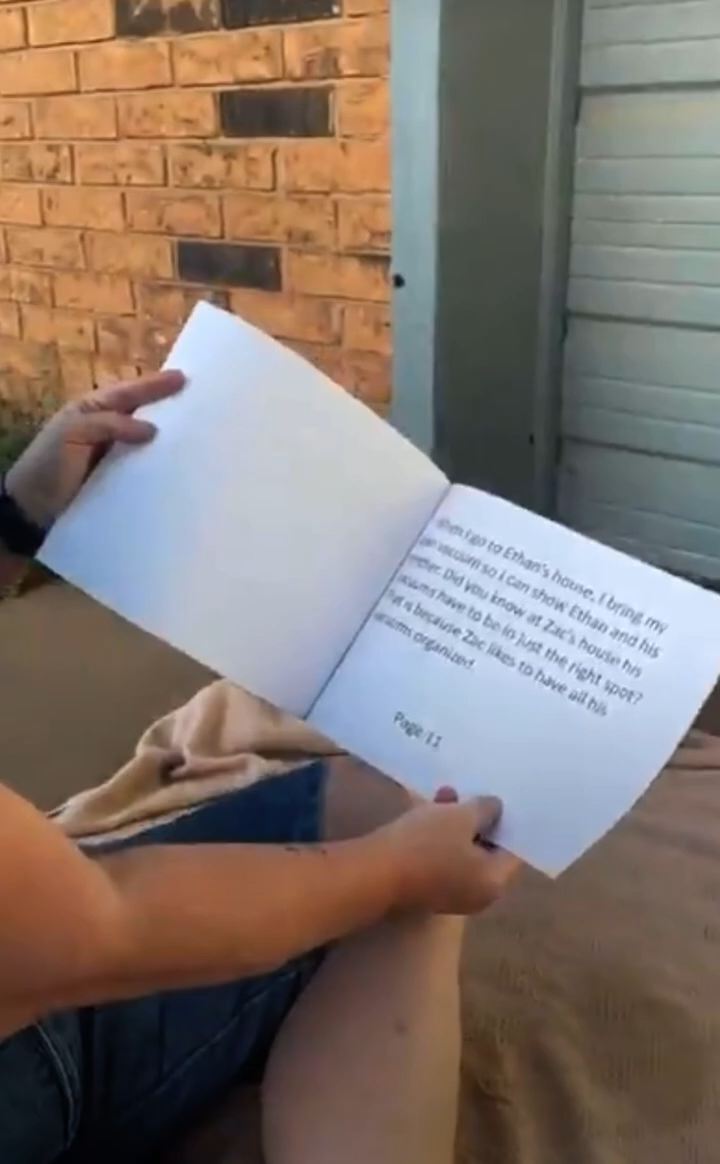 When I go to Ethan's house, I bring my
vacuum so I can show Ethan and his
Did you know at Zac's house his
vacuums have to be in just the right spot?
That is because Zac likes to have all his
vacuums organized.
Page 11